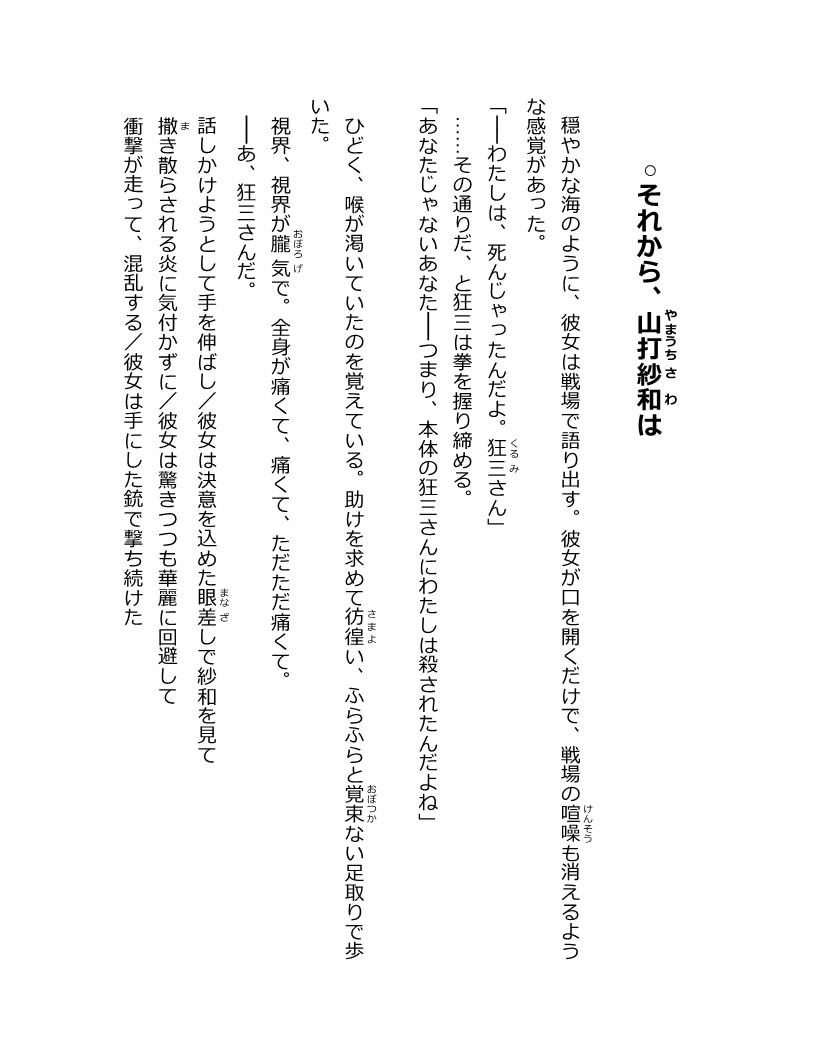 ○それから、山打紗和は
穏やかな海のように、彼女は戦場で語り出す。彼女が口を開くだけで、戦場の喧噪も消えるよう
な感覚があった。
「──わたしは、死んじゃったんだよ。狂三さん」
……その通りだ、と狂三は拳を握り締める。
「あなたじゃないあなた──つまり、本体の狂三さんにわたしは殺されたんだよね」
ひどく、喉が渇いていたのを覚えている。助けを求めて彷徨い、ふらふらと覚束ない足取りで歩
いた。
視界、視界が朧気で。全身が痛くて、痛くて、ただただ痛くて。
──あ、狂三さんだ。
話しかけようとして手を伸ばし／彼女は決意を込めた眼差しで紗和を見て
撒き散らされる炎に気付かずに／彼女は驚きつつも華麗に回避して
衝撃が走って、混乱する／彼女は手にした銃で撃ち続けた